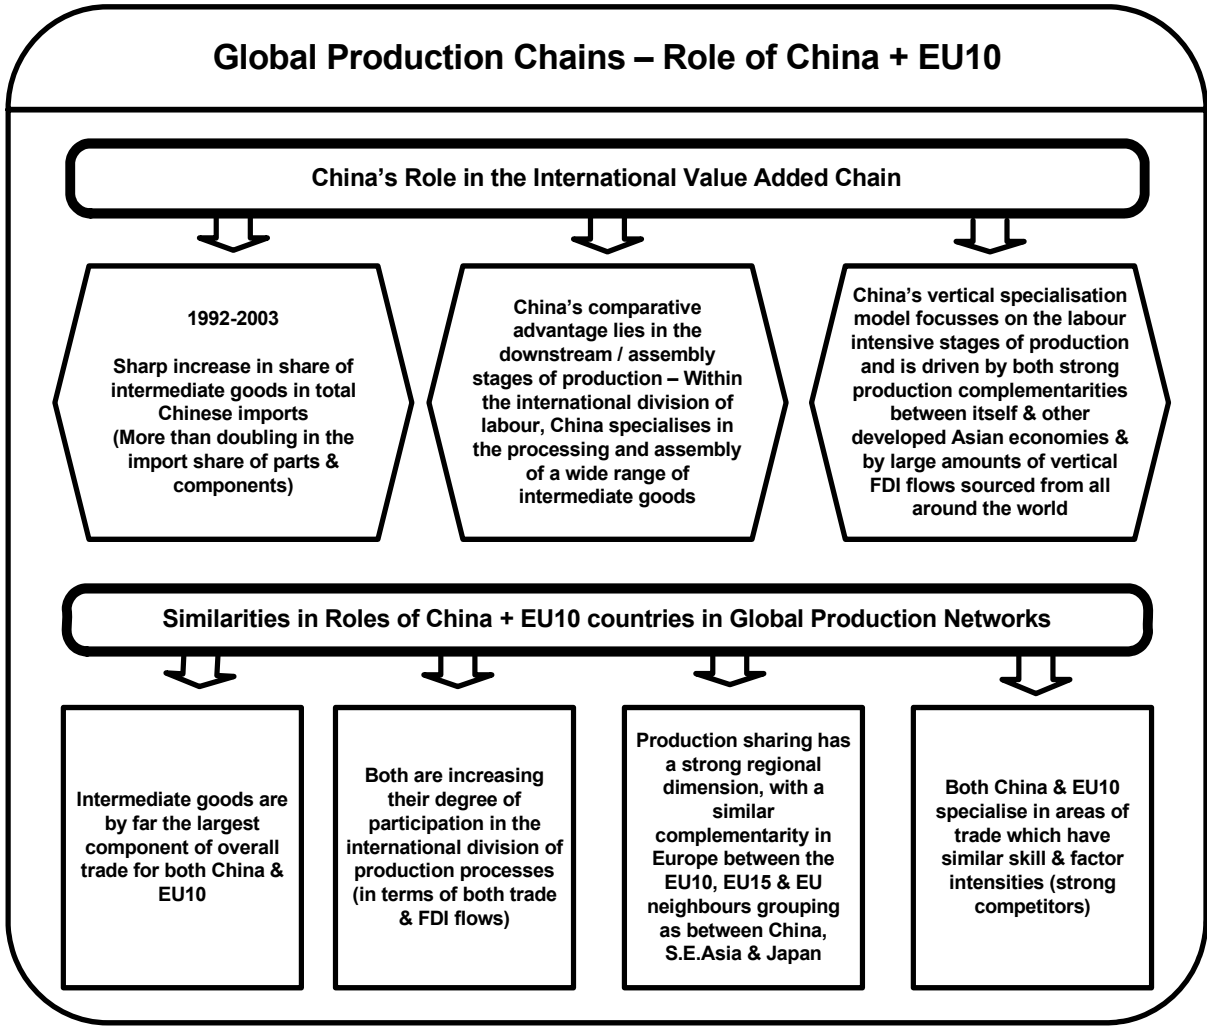 Global Production Chains – Role of China + EU10
China's Role in the International Value Added Chain
1992-2003
Sharp increase in share of
intermediate goods in total
Chinese imports
(More than doubling in the
import share of parts &
components)
China's comparative
advantage lies in the
downstream / assembly
stages of production – Within
the international division of
labour, China specialises in
the processing and assembly
of a wide range of
intermediate goods
China's vertical specialisation
model focusses on the labour
intensive stages of production
and is driven by both strong
production complementarities
between itself & other
developed Asian economies &
by large amounts of vertical
FDI flows sourced from all
around the world
Similarities in Roles of China + EU10 countries in Global Production Networks
Intermediate goods are
by far the largest
component of overall
trade for both China &
EU10
Both are increasing
their degree of
participation in the
international division of
production processes
(in terms of both trade
& FDI flows)
Production sharing has
a strong regional
dimension, with a
similar
complementarity in
Europe between the
EU10, EU15 & EU
neighbours grouping
as between China,
S.E.Asia & Japan
Both China & EU10
specialise in areas of
trade which have
similar skill & factor
intensities (strong
competitors)